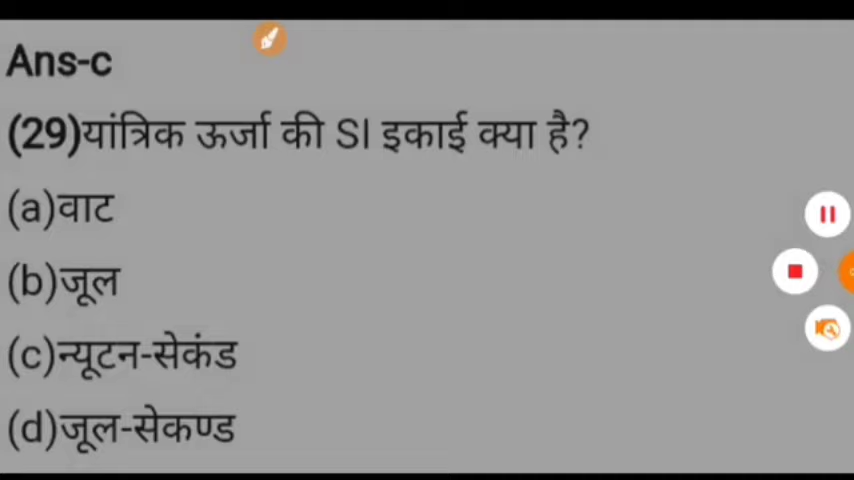 Ans-c
(29)यांत्रिक ऊर्जा की SI इकाई क्या है?
(a)वाट
(b)जूल
(c)न्यूटन-सेकंड
(d)जूल-सेकण्ड